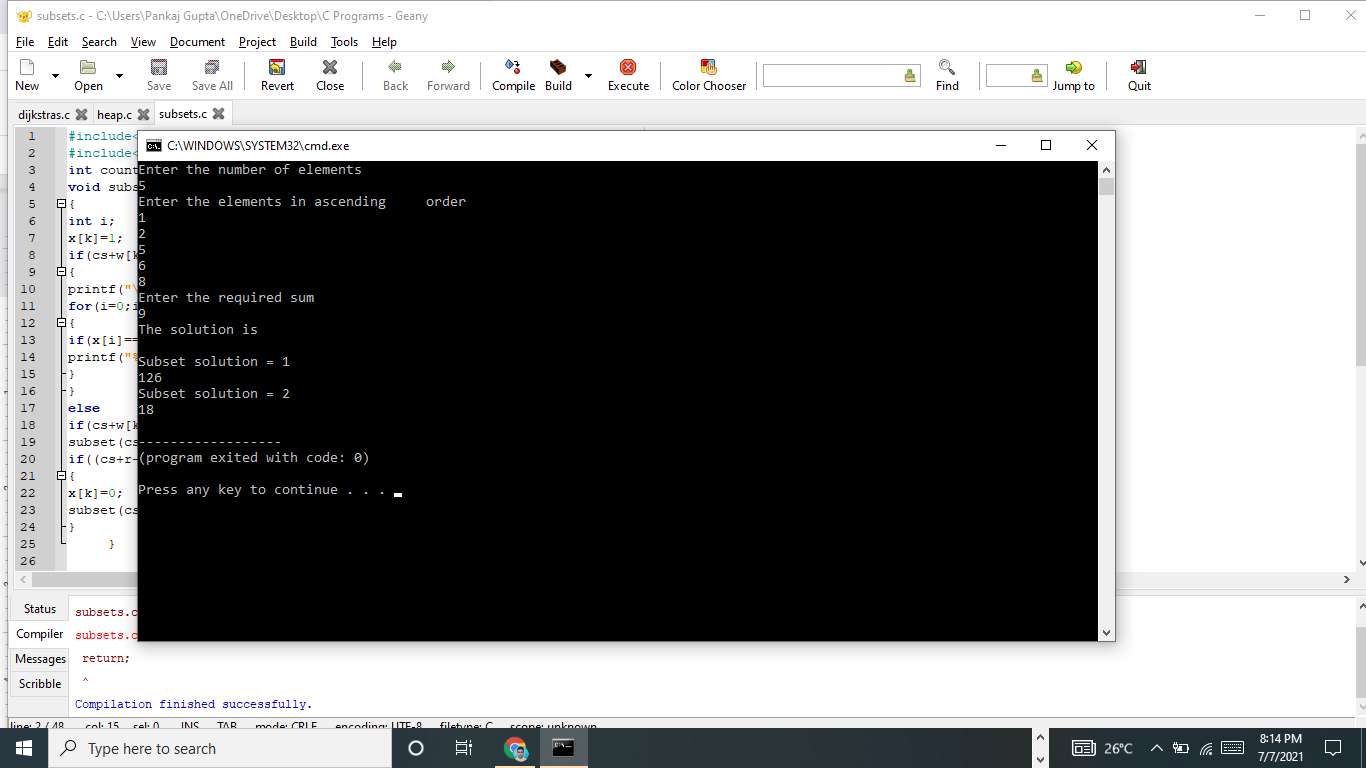 subsets.c - C:\Users\Pankaj Gupta\OneDrive\Desktop\C Programs - Geany
File Edit Search View Document Project Build Tools Help
New Open Save Save All Revert Close Back Forward Compile Build Execute Color Chooser Find Jump to Quit
dijkstras.c heap.c subsets.c
C:\WINDOWS\SYSTEM32\cmd.exe
Enter the number of elements
5
Enter the elements in ascending     order
1
2
5
6
8
Enter the required sum
9
The solution is
Subset solution = 1
126
Subset solution = 2
18
------------------
(program exited with code: 0)
Press any key to continue . . .
1 #include<
2 #include<
3 int count
4 void subs
5 {
6 int i;
7 x[k]=1;
8 if(cs+w[k
9 {
10 printf("\
11 for(i=0;i
12 {
13 if(x[i]==
14 printf("%
15 }
16 }
17 else
18 if(cs+w[k
19 subset(cs
20 if((cs+r-
21 {
22 x[k]=0;
23 subset(cs
24 }
25 }
26
Status
Compiler
Messages
Scribble
subsets.c
subsets.c
return;
^
Compilation finished successfully.
line: 2 / 48 col: 15 sel: 0 INS TAB mode: CRLF encoding: UTF-8 filetype: C scope: unknown
Type here to search
26°C
8:14 PM
7/7/2021